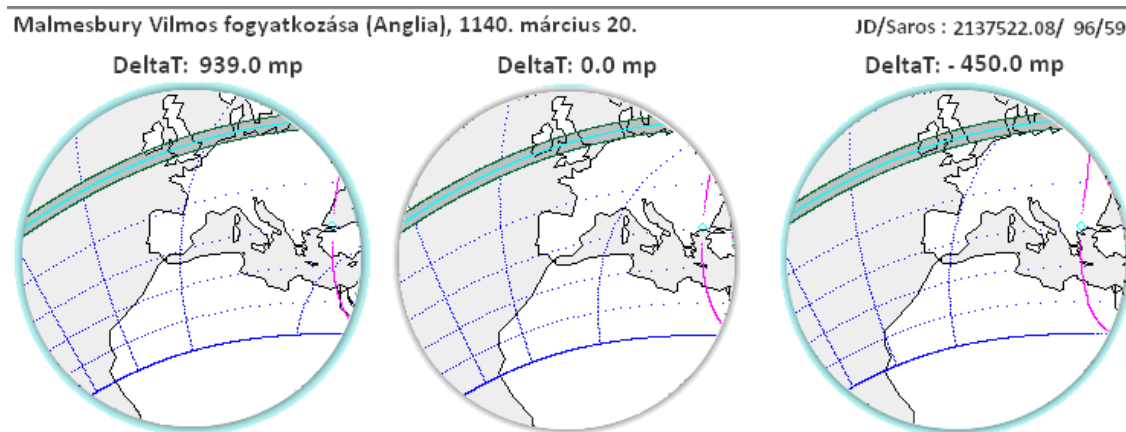 Malmesbury Vilmos fogyatkozása (Anglia), 1140. március 20.
JD/Saros : 2137522.08/ 96/59
DeltaT: 939.0 mp
DeltaT: 0.0 mp
DeltaT: - 450.0 mp